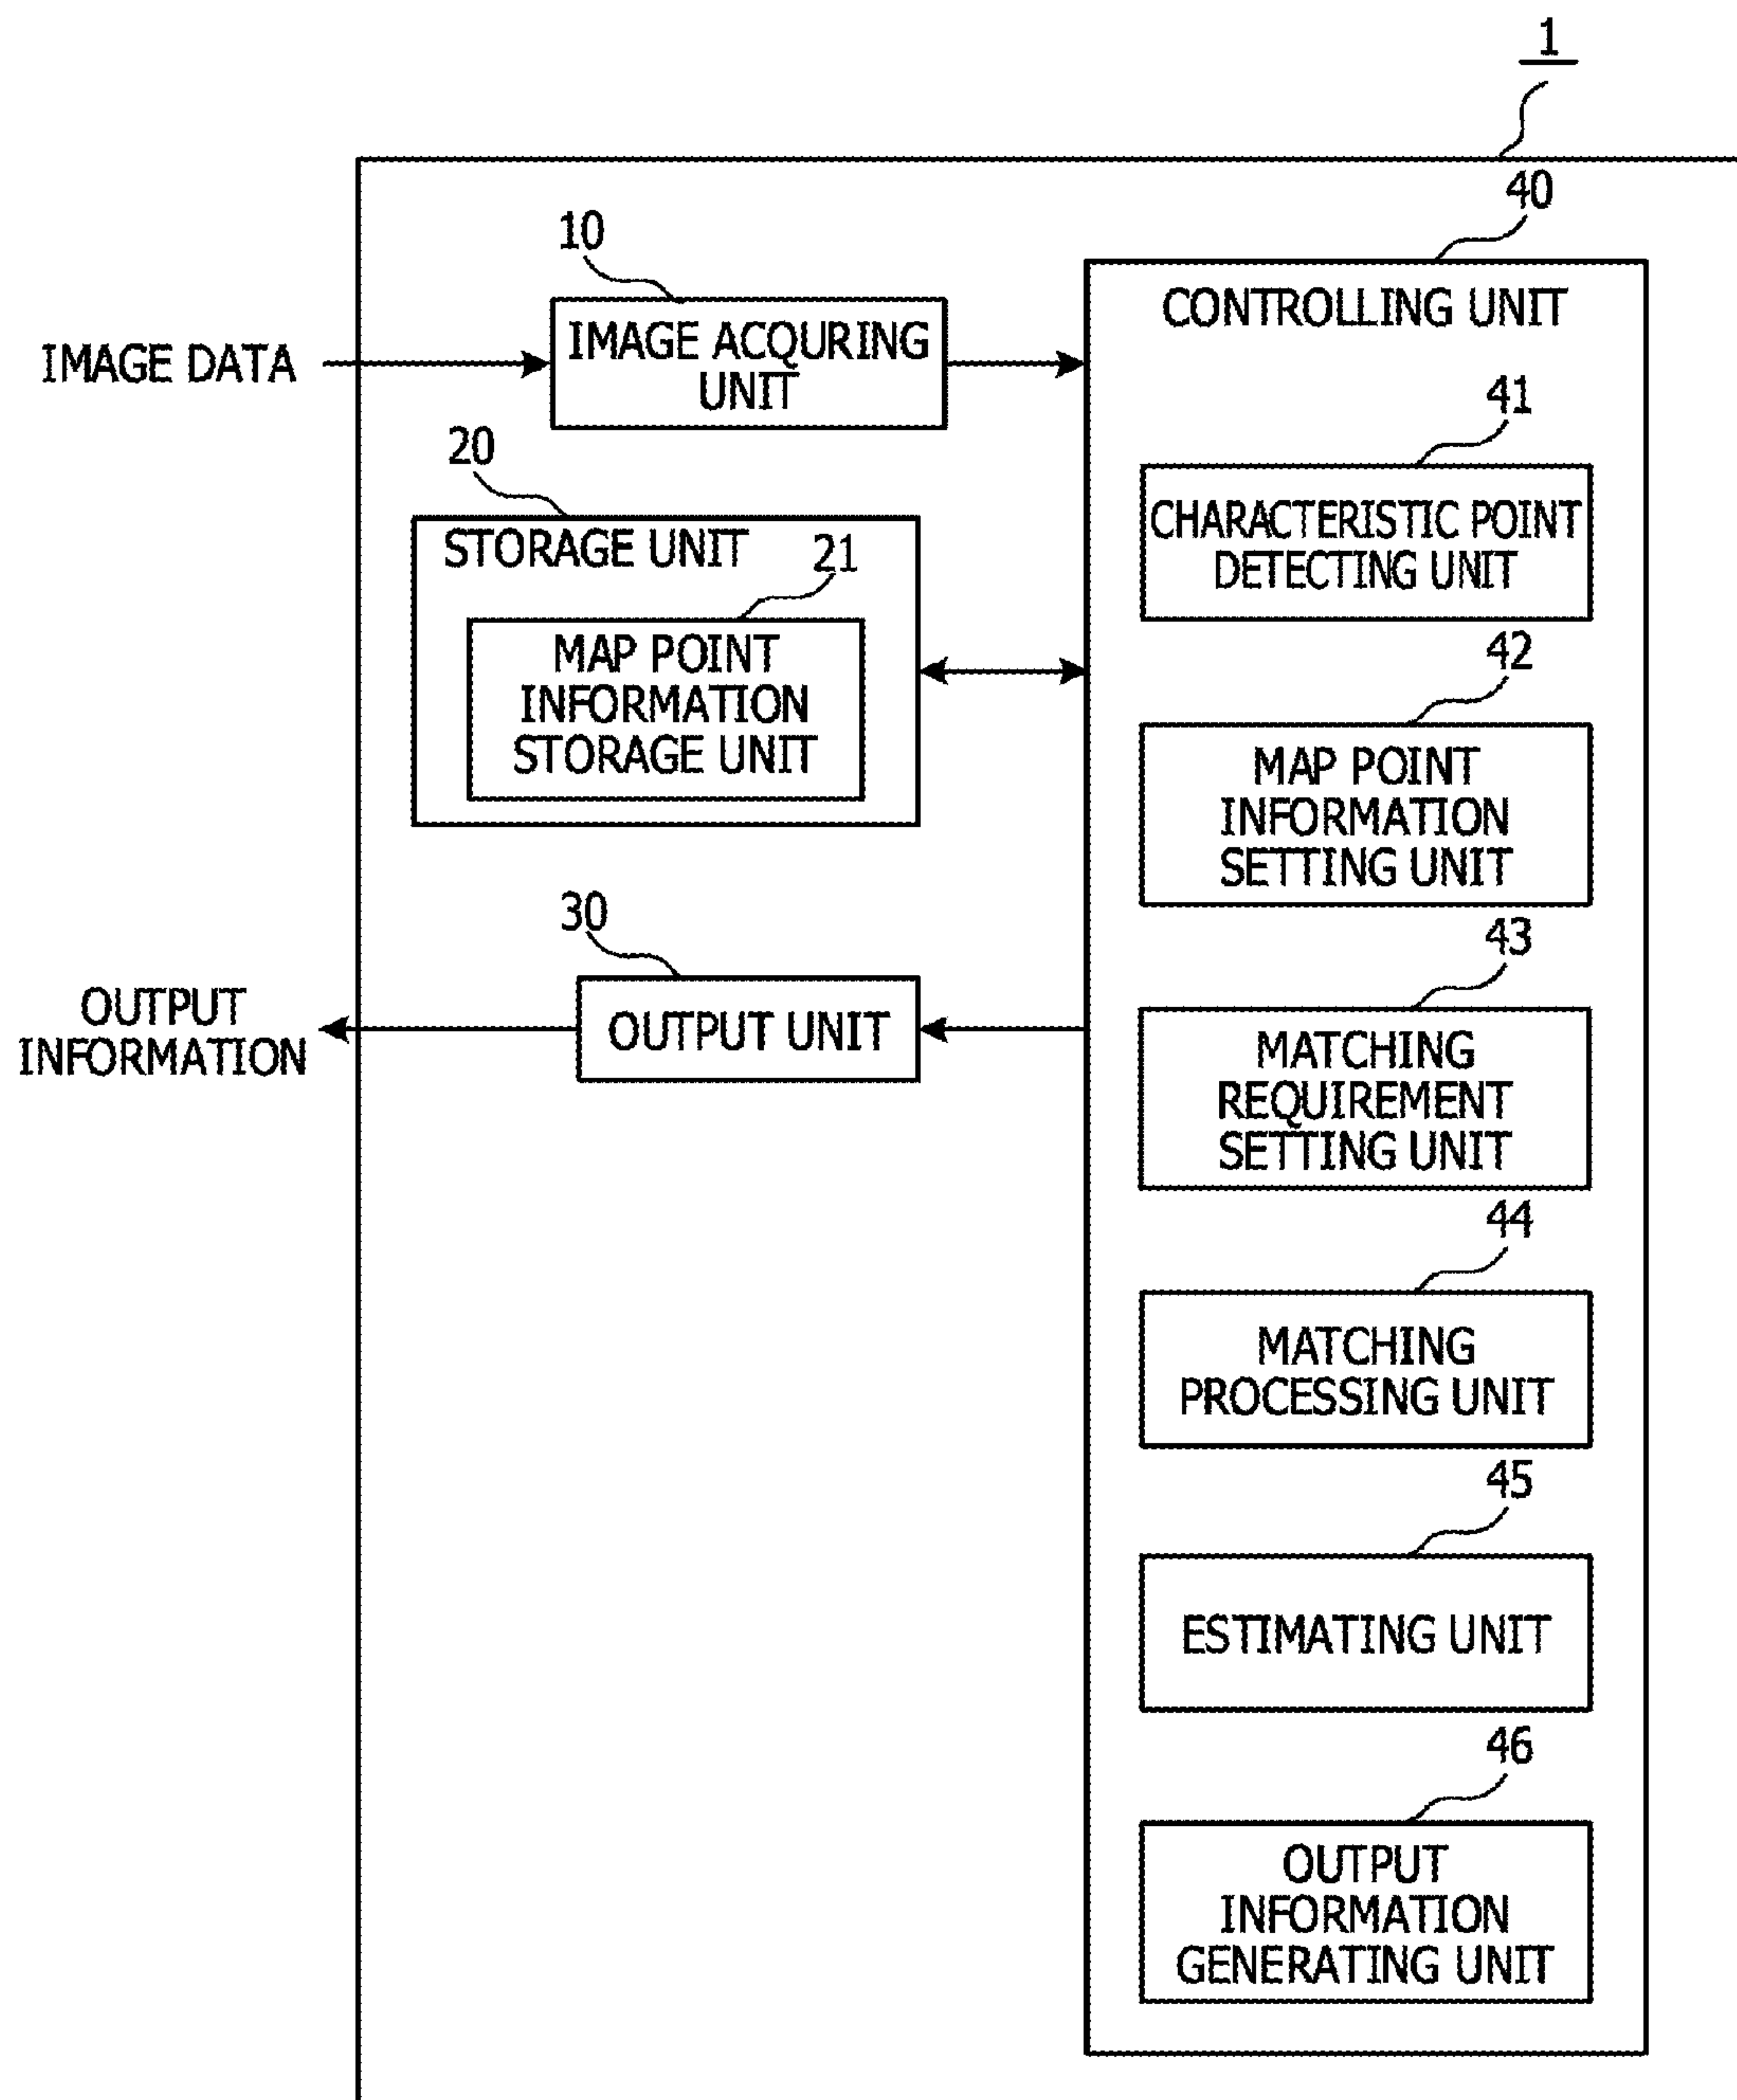 1
40
10
CONTROLLING UNIT
IMAGE DATA
IMAGE ACQURING
UNIT
41
CHARACTERISTIC POINT
DETECTING UNIT
20
STORAGE UNIT
21
MAP POINT
INFORMATION
STORAGE UNIT
42
MAP POINT
INFORMATION
SETTING UNIT
30
OUTPUT
INFORMATION
OUTPUT UNIT
43
MATCHING
REQUIREMENT
SETTING UNIT
44
MATCHING
PROCESSING UNIT
45
ESTIMATING UNIT
46
OUTPUT
INFORMATION
GENERATING UNIT